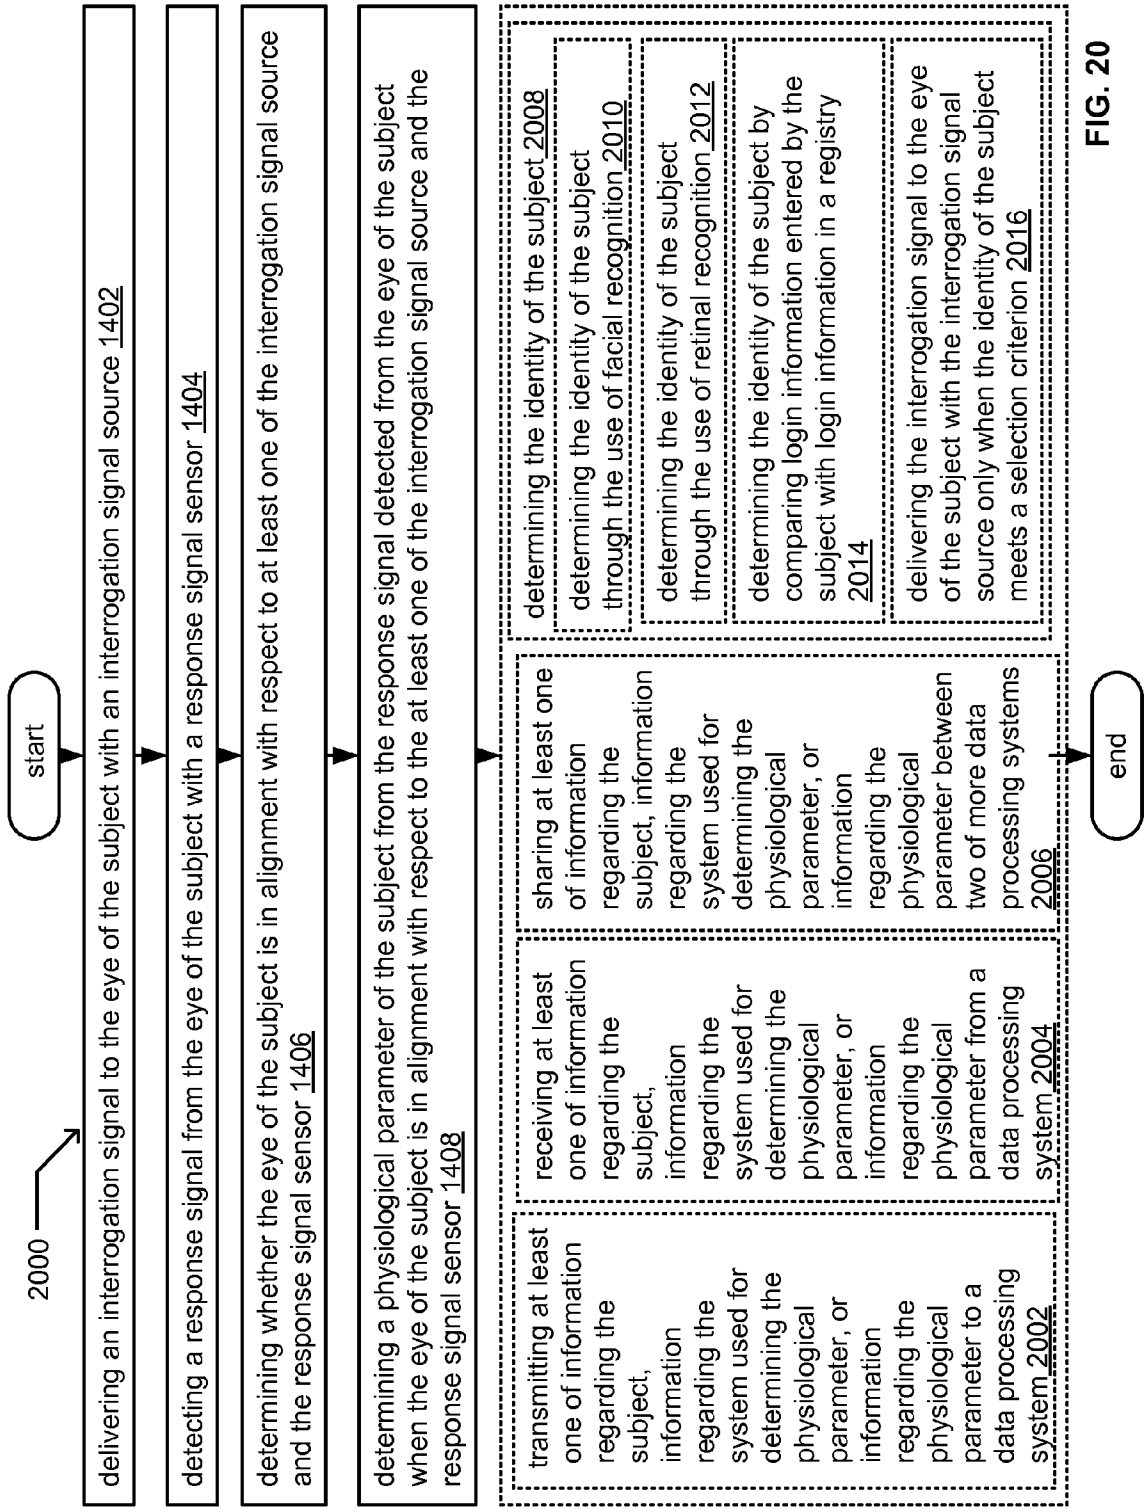 2000
start
delivering an interrogation signal to the eye of the subject with an interrogation signal source 1402
detecting a response signal from the eye of the subject with a response signal sensor 1404
determining whether the eye of the subject is in alignment with respect to at least one of the interrogation signal source
and the response signal sensor 1406
determining a physiological parameter of the subject from the response signal detected from the eye of the subject
when the eye of the subject is in alignment with respect to the at least one of the interrogation signal source and the
response signal sensor 1408
transmitting at least
one of information
regarding the
subject,
information
regarding the
system used for
determining the
physiological
parameter, or
information
regarding the
physiological
parameter to a
data processing
system 2002
receiving at least
one of information
regarding the
subject,
information
regarding the
system used for
determining the
physiological
parameter, or
information
regarding the
physiological
parameter from a
data processing
system 2004
sharing at least one
of information
regarding the
subject, information
regarding the
system used for
determining the
physiological
parameter, or
information
regarding the
physiological
parameter between
two of more data
processing systems
2006
determining the identity of the subject 2008
determining the identity of the subject
through the use of facial recognition 2010
determining the identity of the subject
through the use of retinal recognition 2012
determining the identity of the subject by
comparing login information entered by the
subject with login information in a registry
2014
delivering the interrogation signal to the eye
of the subject with the interrogation signal
source only when the identity of the subject
meets a selection criterion 2016
end
FIG. 20